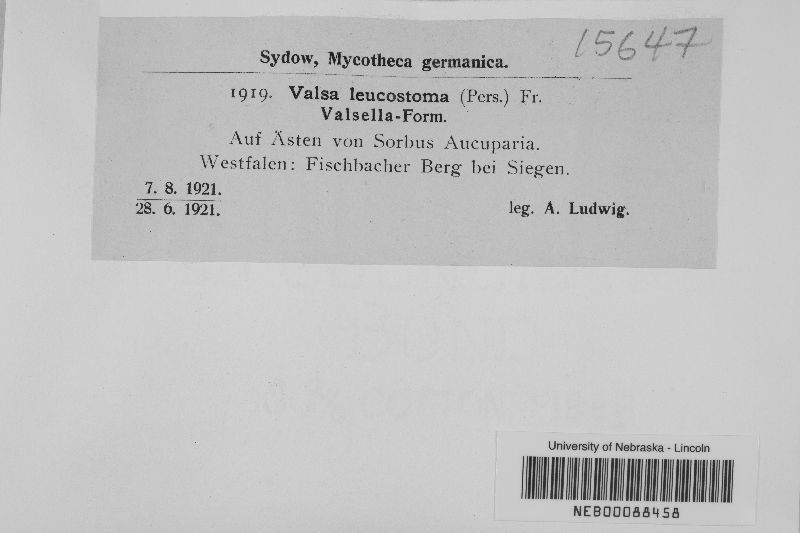 15647
Sydow, Mycotheca germanica.
1919. Valsa leucostoma (Pers.) Fr.
Valsella-Form.
Auf Ästen von Sorbus Aucuparia.
Westfalen: Fischbacher Berg bei Siegen.
7. 8. 1921.
28. 6. 1921.
leg. A. Ludwig.
University of Nebraska - Lincoln
NEB00088458